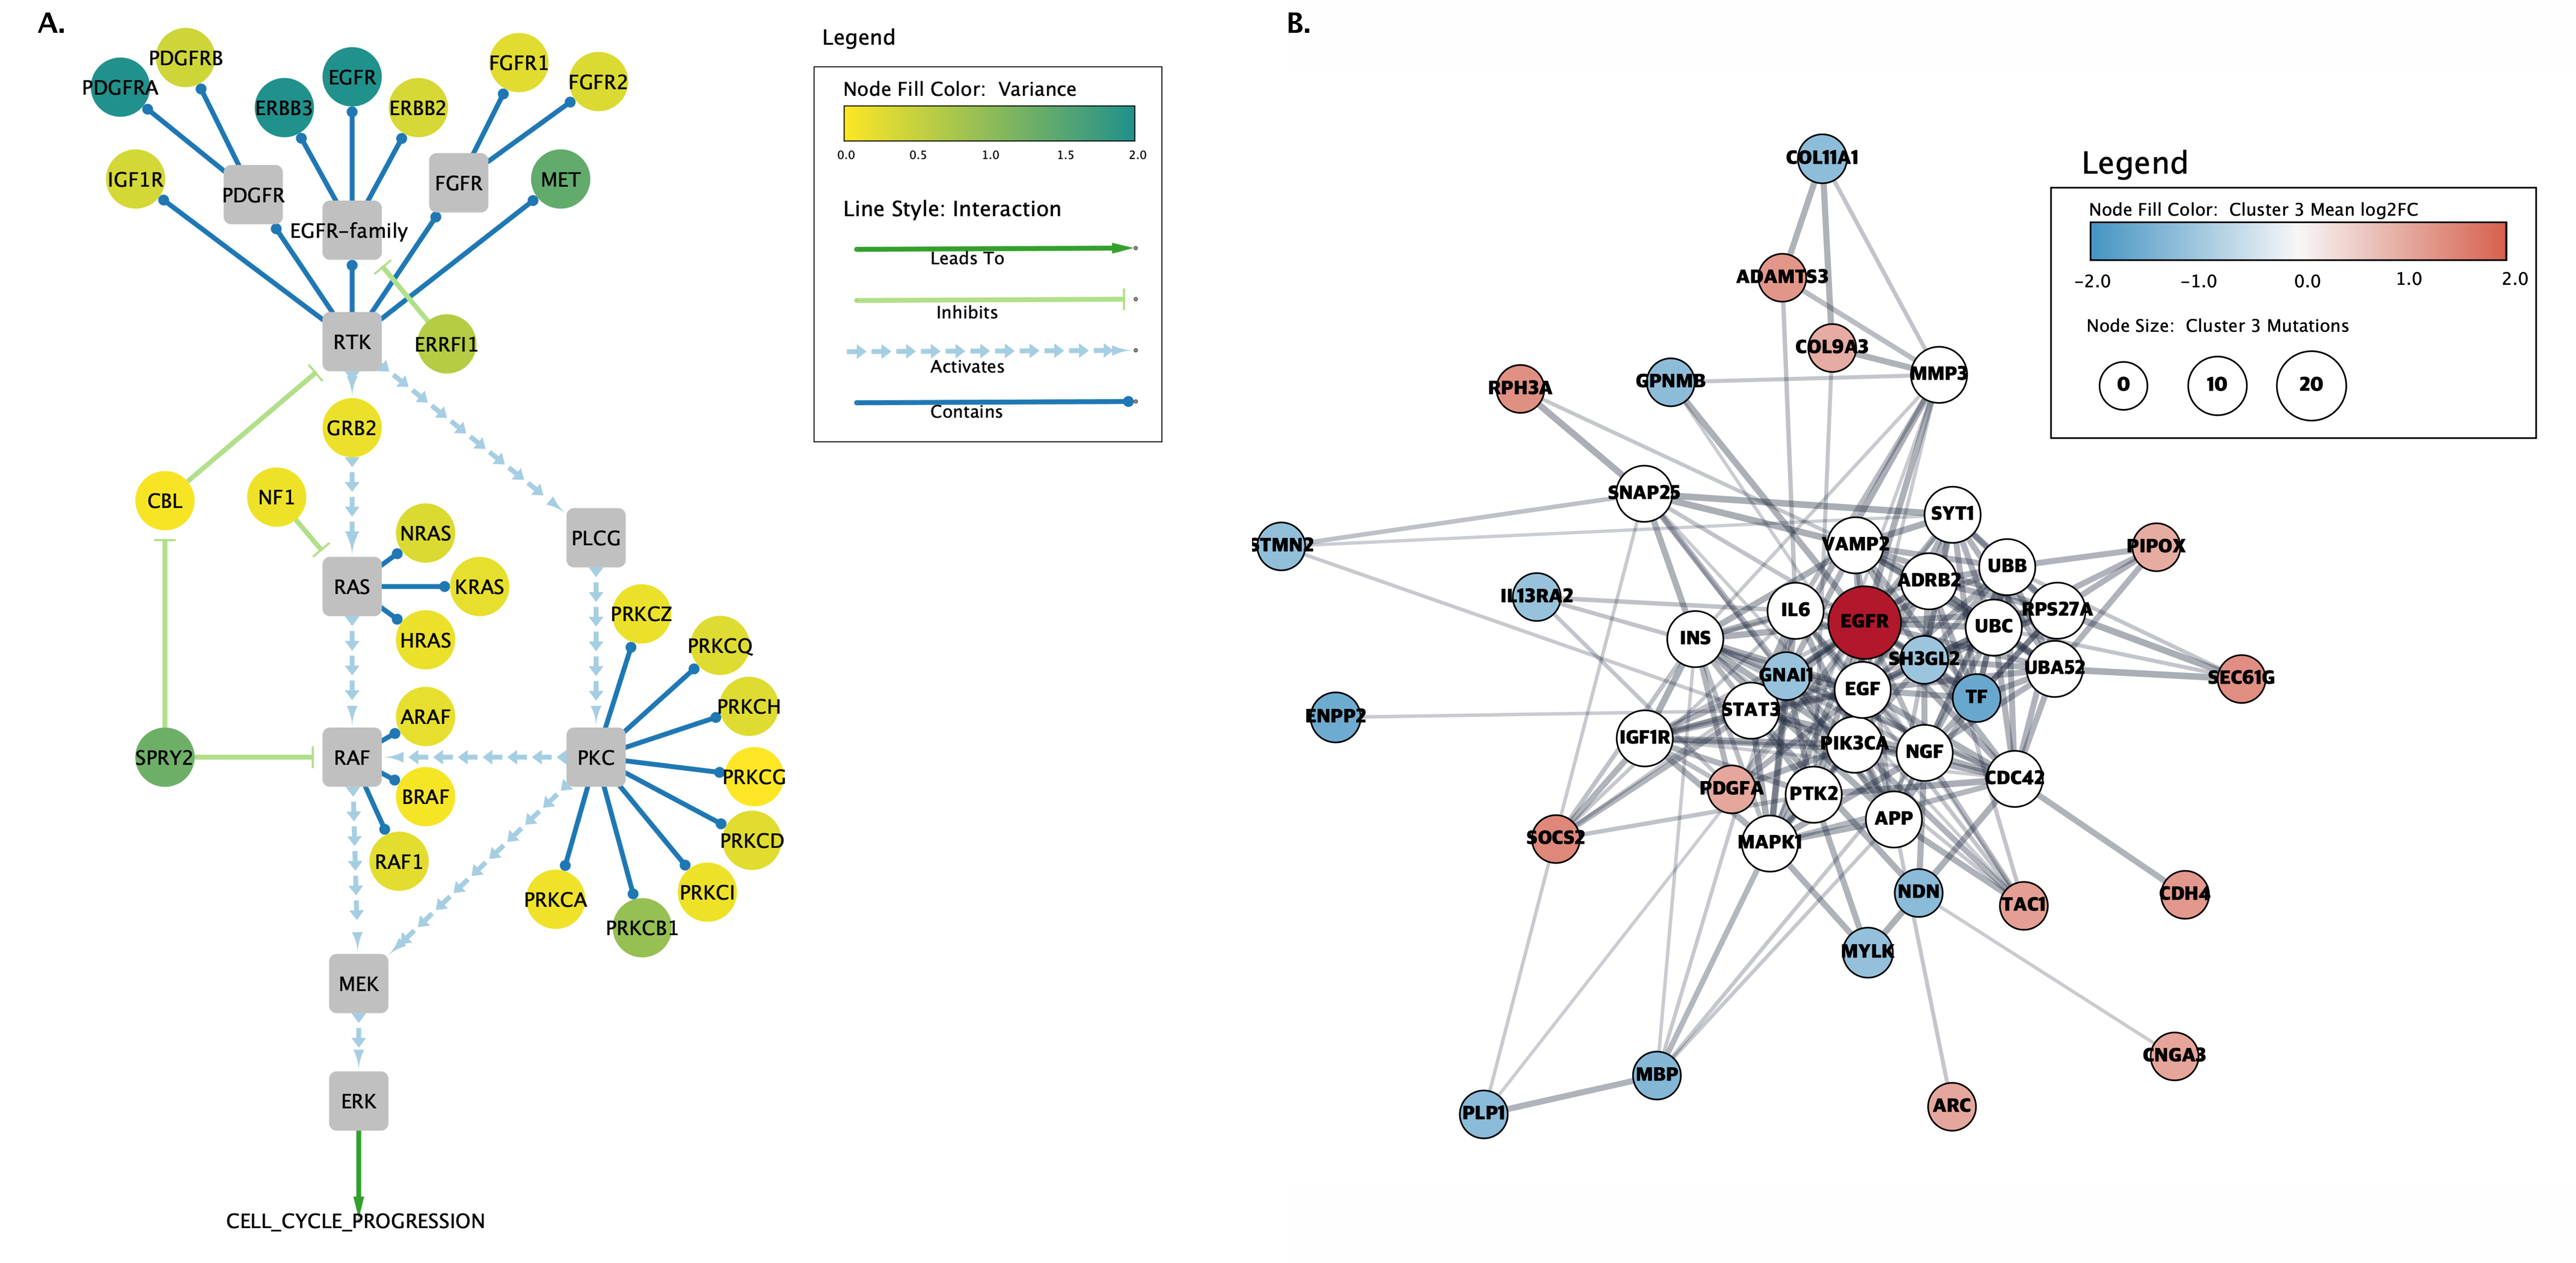 A.
PDGFRB
PDGFRA
EGFR
ERBB3
ERBB2
FGFR1
FGFR2
IGF1R
PDGFR
EGFR-family
FGFR
MET
RTK
ERRFI1
GRB2
CBL
NF1
NRAS
PLCG
RAS
KRAS
HRAS
PRKCZ
PRKCQ
PRKCH
ARAF
SPRY2
RAF
PKC
PRKCG
BRAF
PRKCD
RAF1
PRKCA
PRKCI
PRKCB1
MEK
ERK
CELL_CYCLE_PROGRESSION
Legend
Node Fill Color: Variance
0.0 0.5 1.0 1.5 2.0
Line Style: Interaction
Leads To
Inhibits
Activates
Contains
B.
COL11A1
ADAMTS3
COL9A3
MMP3
RPH3A
GPNMB
SNAP25
SYT1
STMN2
VAMP2
PIPOX
UBB
ADRB2
IL13RA2
IL6
RPS27A
EGFR
UBC
INS
SH3GL2
UBA52
GNAI1
SEC61G
EGF
TF
STAT3
ENPP2
IGF1R
PIK3CA
NGF
CDC42
PDGFA
PTK2
APP
SOCS2
MAPK1
NDN
TAC1
CDH4
MYLK
CNGA3
MBP
ARC
PLP1
Legend
Node Fill Color: Cluster 3 Mean log2FC
-2.0 -1.0 0.0 1.0 2.0
Node Size: Cluster 3 Mutations
0 10 20